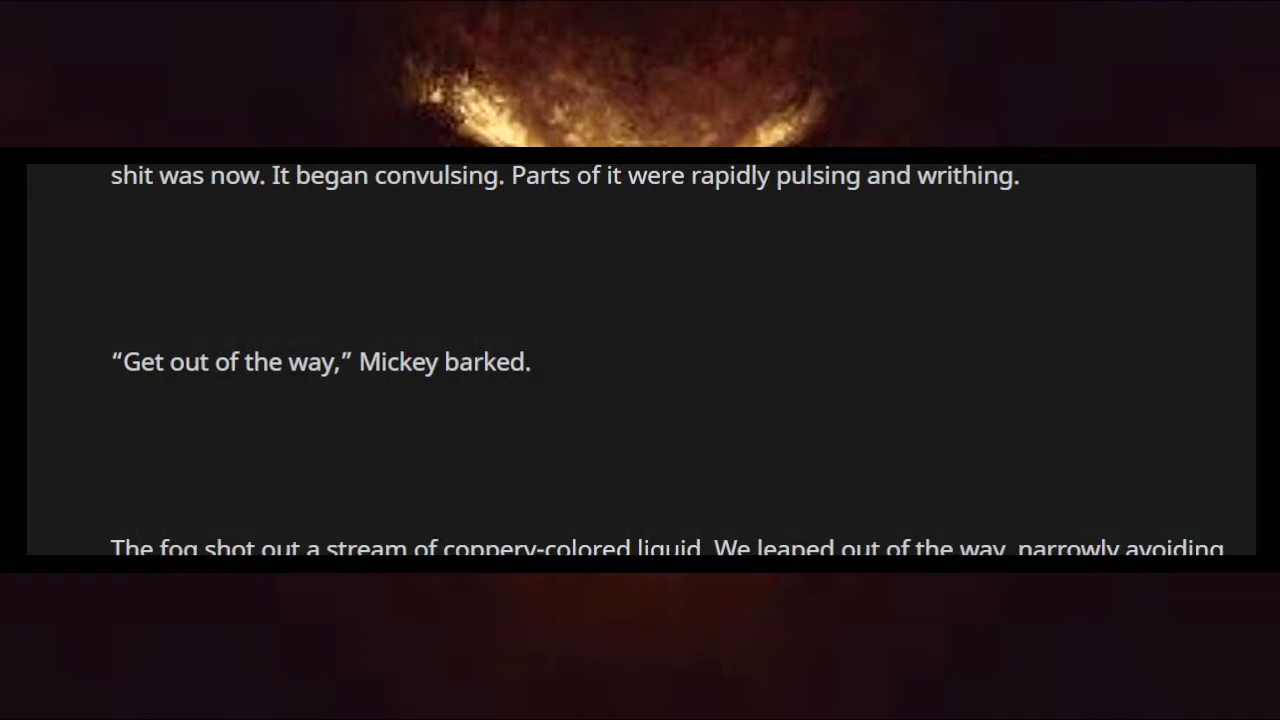 shit was now. It began convulsing. Parts of it were rapidly pulsing and writhing.
“Get out of the way,” Mickey barked.
The fog shot out a stream of coppery-colored liquid. We leaped out of the way, narrowly avoiding